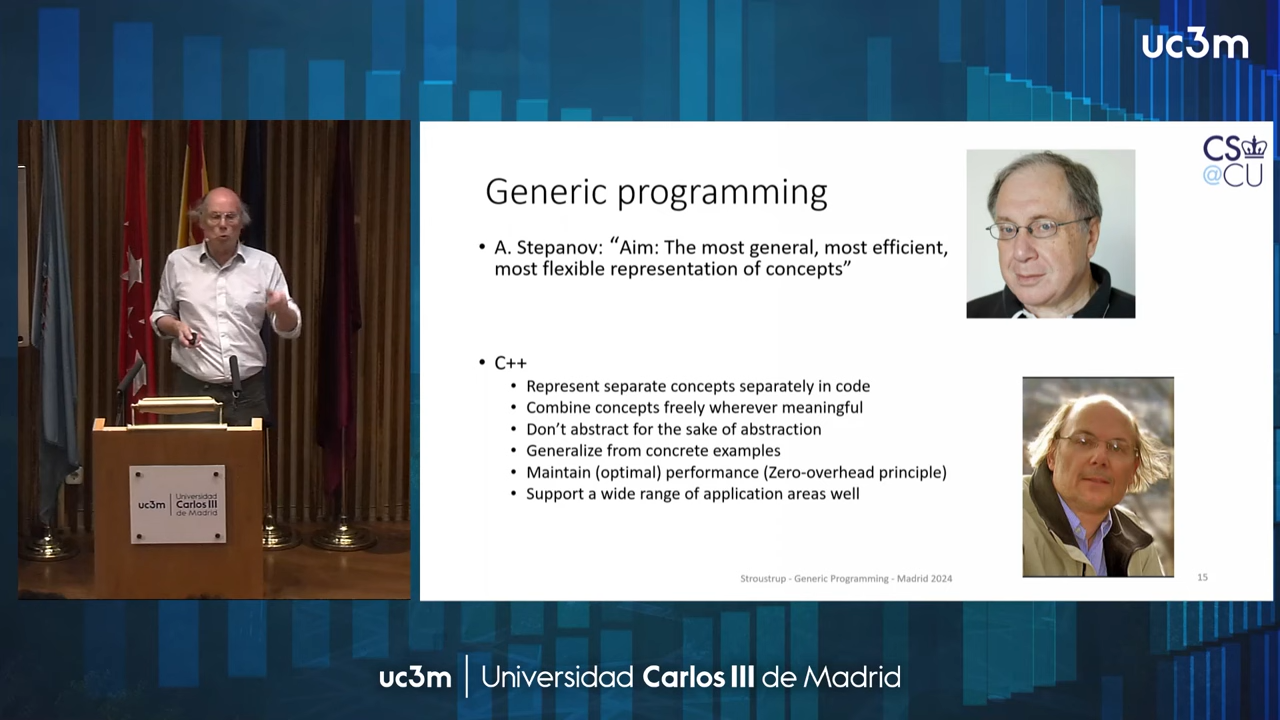 uc3m
CS
@CU
Generic programming
• A. Stepanov: “Aim: The most general, most efficient,
most flexible representation of concepts”
• C++
• Represent separate concepts separately in code
• Combine concepts freely wherever meaningful
• Don’t abstract for the sake of abstraction
• Generalize from concrete examples
• Maintain (optimal) performance (Zero-overhead principle)
• Support a wide range of application areas well
Stroustrup - Generic Programming - Madrid 2024
15
uc3m
Universidad
Carlos III
de Madrid
uc3m | Universidad Carlos III de Madrid